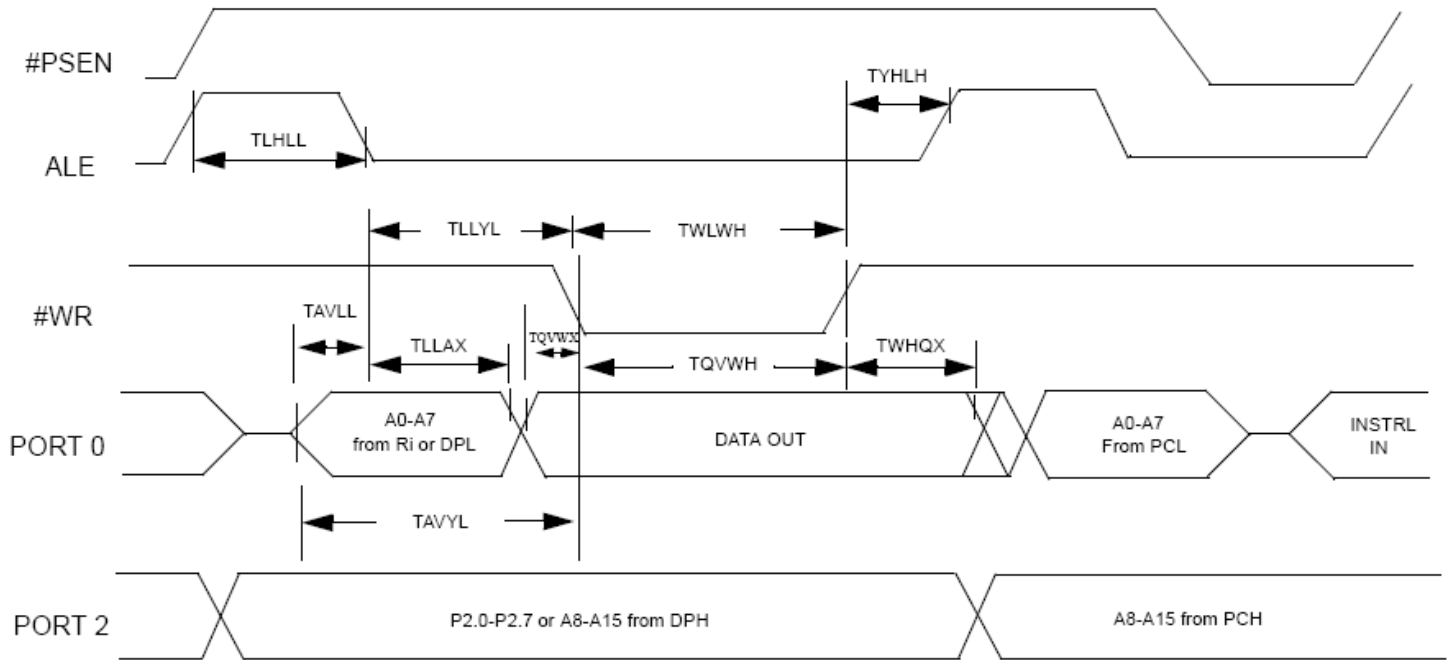 #PSEN
TYHLH
TLHLL
ALE
TLLYL
TWLWH
#WR
TAVLL
TQVWX
TLLAX
TQVWH
TWHQX
PORT 0
A0-A7
from Ri or DPL
DATA OUT
A0-A7
From PCL
INSTRL
IN
TAVYL
PORT 2
P2.0-P2.7 or A8-A15 from DPH
A8-A15 from PCH